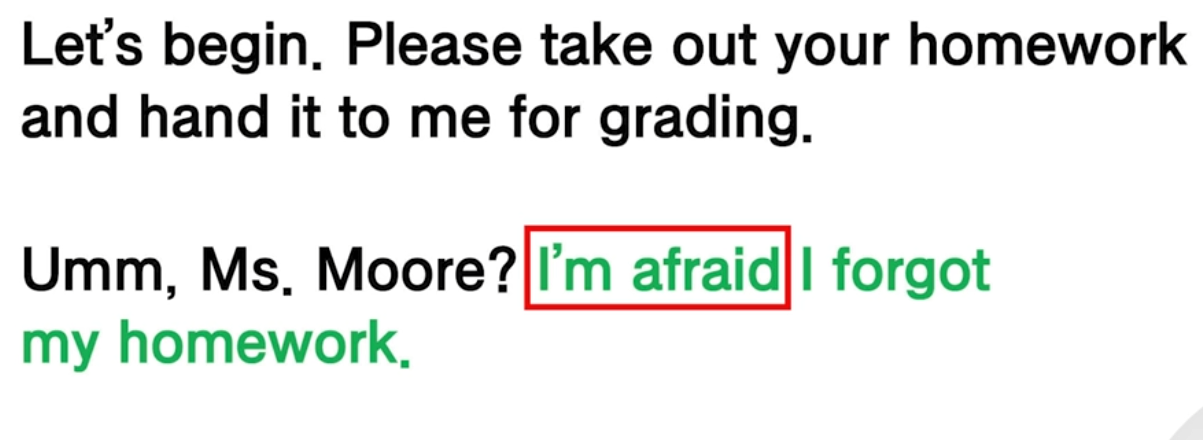 Let's begin. Please take out your homework
and hand it to me for grading.
Umm, Ms. Moore? I'm afraid I forgot
my homework.